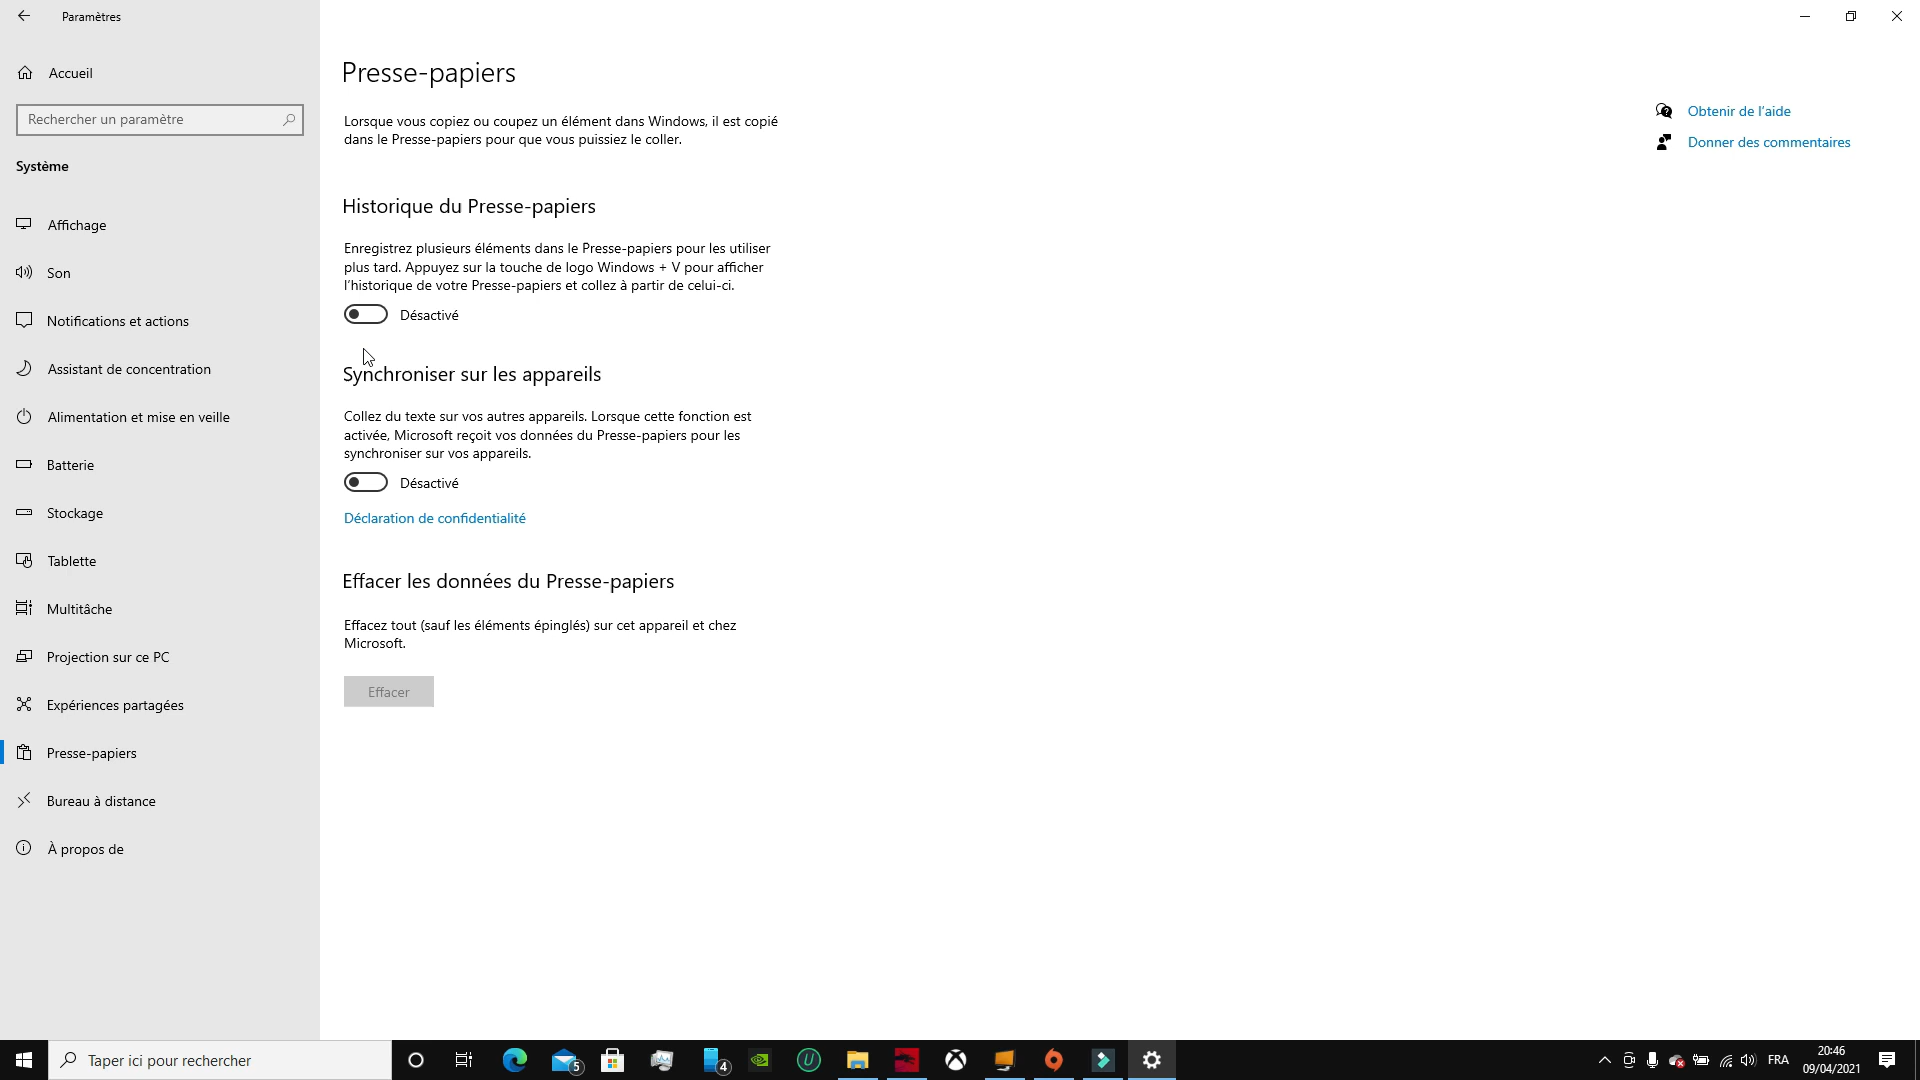 Paramètres
Accueil
Rechercher un paramètre
Système
Affichage
Son
Notifications et actions
Assistant de concentration
Alimentation et mise en veille
Batterie
Stockage
Tablette
Multitâche
Projection sur ce PC
Expériences partagées
Presse-papiers
Bureau à distance
À propos de
Presse-papiers
Lorsque vous copiez ou coupez un élément dans Windows, il est copié
dans le Presse-papiers pour que vous puissiez le coller.
Historique du Presse-papiers
Enregistrez plusieurs éléments dans le Presse-papiers pour les utiliser
plus tard. Appuyez sur la touche de logo Windows + V pour afficher
l'historique de votre Presse-papiers et collez à partir de celui-ci.
Désactivé
Synchroniser sur les appareils
Collez du texte sur vos autres appareils. Lorsque cette fonction est
activée, Microsoft reçoit vos données du Presse-papiers pour les
synchroniser sur vos appareils.
Désactivé
Déclaration de confidentialité
Effacer les données du Presse-papiers
Effacez tout (sauf les éléments épinglés) sur cet appareil et chez
Microsoft.
Effacer
Obtenir de l'aide
Donner des commentaires
Taper ici pour rechercher
5
4
U
FRA
20:46
09/04/2021